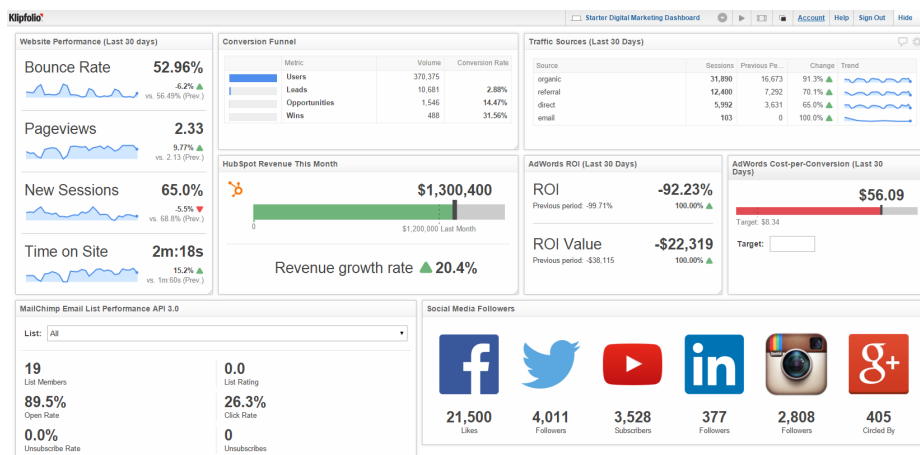 Klipfolio
Starter Digital Marketing Dashboard
Account Help Sign Out Hide
Website Performance (Last 30 days)
Bounce Rate 52.96%
-6.2%
vs. 56.49% (Prev.)
Pageviews 2.33
9.77%
vs. 2.13 (Prev.)
New Sessions 65.0%
-5.5%
vs. 68.8% (Prev.)
Time on Site 2m:18s
15.2%
vs. 1m:60s (Prev.)
Conversion Funnel
Metric Volume Conversion Rate
Users 370,375
Leads 10,681 2.88%
Opportunities 1,546 14.47%
Wins 488 31.56%
Traffic Sources (Last 30 Days)
Source Sessions Previous Pe... Change Trend
organic 31,890 16,673 91.3%
referral 12,400 7,292 70.1%
direct 5,992 3,631 65.0%
email 103 0 100.0%
HubSpot Revenue This Month
$1,300,400
0
$1,200,000 Last Month
Revenue growth rate 20.4%
AdWords ROI (Last 30 Days)
ROI -92.23%
Previous period: -99.71% 100.00%
ROI Value -$22,319
Previous period: -$38,115 100.00%
AdWords Cost-per-Conversion (Last 30
Days)
$56.09
Target: $8.34
Target:
MailChimp Email List Performance API 3.0
List: All
19 0.0
List Members List Rating
89.5% 26.3%
Open Rate Click Rate
0.0% 0
Unsubscribe Rate Unsubscribes
Social Media Followers
f in g+
21,500 4,011 3,528 377 2,808 405
Likes Followers Subscribers Followers Followers Circled By